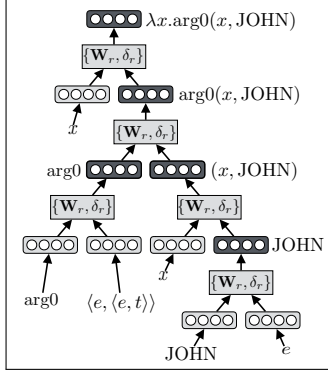 λx.arg0(x, JOHN)
{W_r, δ_r}
x
arg0(x, JOHN)
{W_r, δ_r}
arg0
(x, JOHN)
{W_r, δ_r}
{W_r, δ_r}
arg0
⟨e, ⟨e, t⟩⟩
x
JOHN
{W_r, δ_r}
JOHN
e